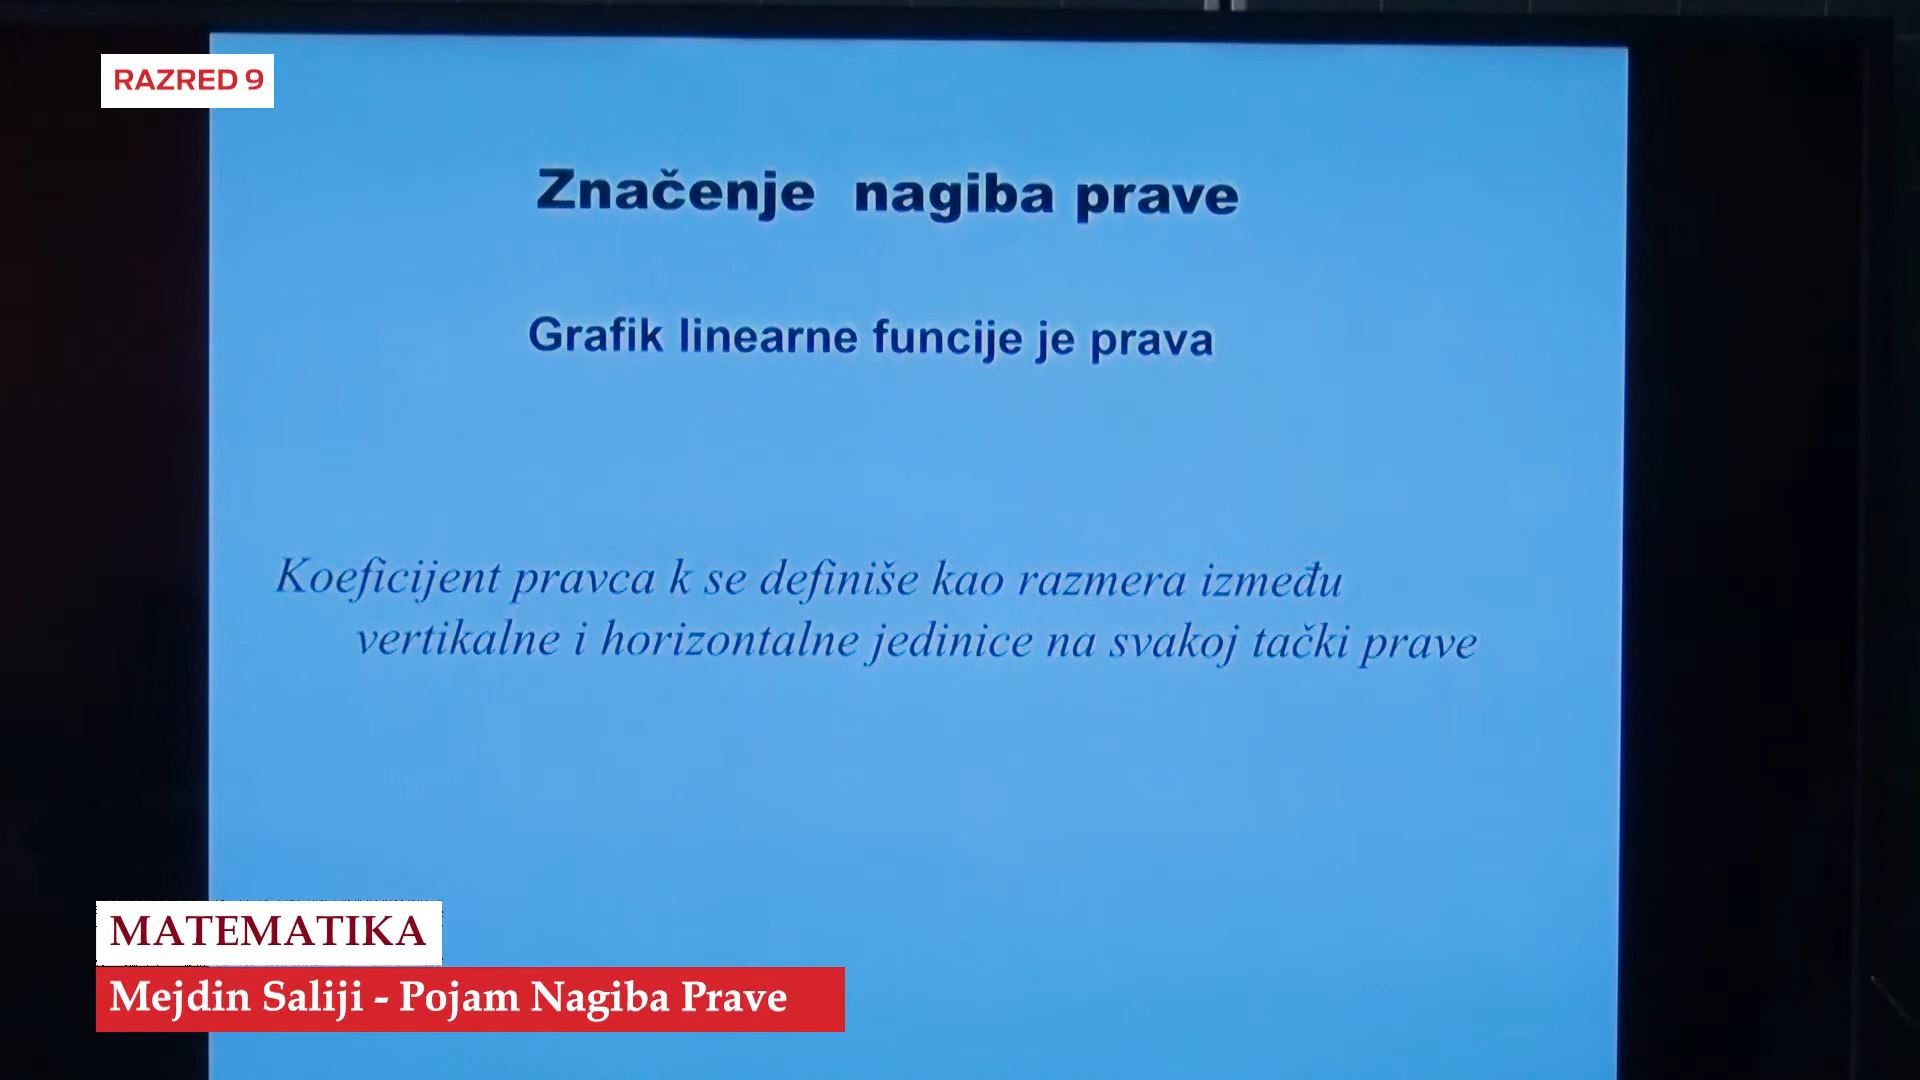 RAZRED 9
Značenje nagiba prave
Grafik linearne funcije je prava
Koeficijent pravca k se definiše kao razmera između
vertikalne i horizontalne jedinice na svakoj tački prave
MATEMATIKA
Mejdin Saliji - Pojam Nagiba Prave